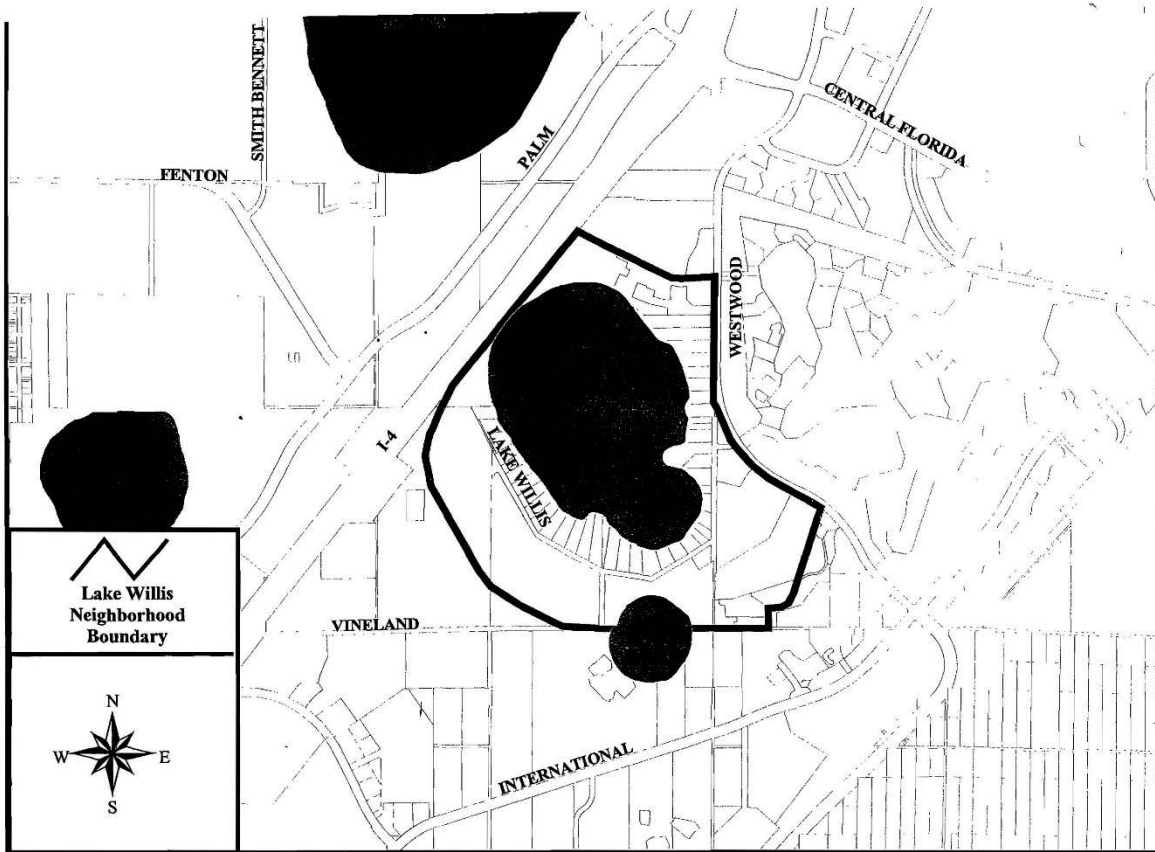 SMITH BENNETT
FENTON
PALM
CENTRAL FLORIDA
WESTWOOD
I-4
LAKE WILLIS
VINELAND
INTERNATIONAL
Lake Willis
Neighborhood
Boundary
N
W E
S